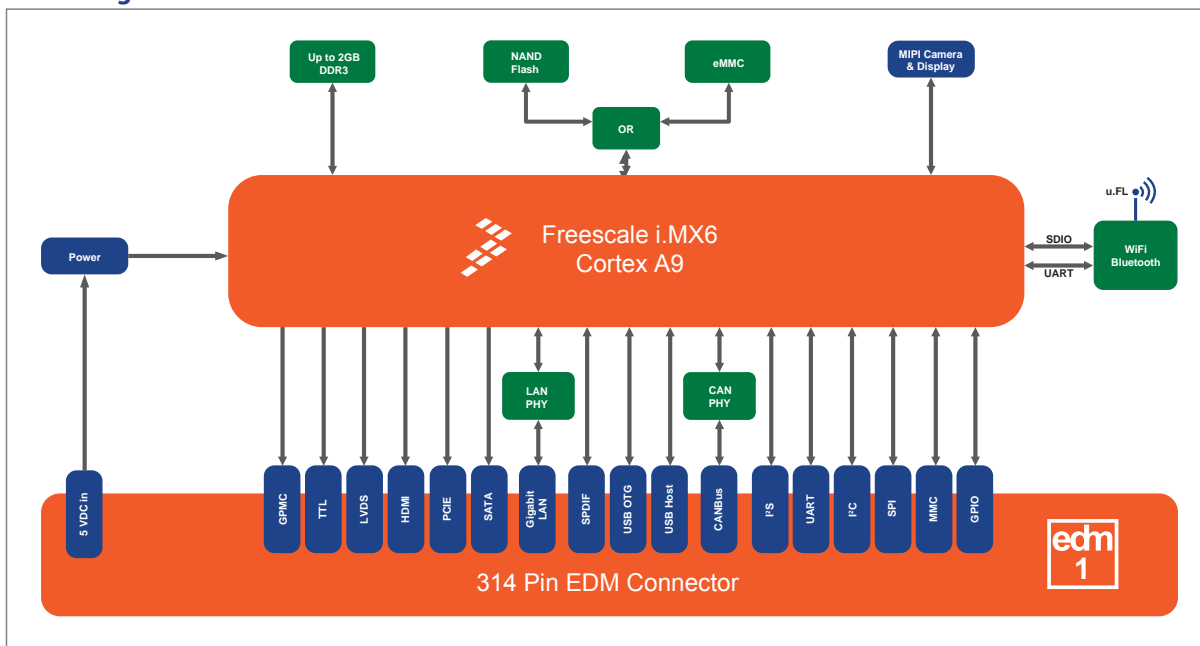 Up to 2GB
DDR3
NAND
Flash
eMMC
MIPI Camera
& Display
OR
u.FL
Freescale i.MX6
Cortex A9
Power
SDIO
UART
WiFi
Bluetooth
LAN
PHY
CAN
PHY
5 VDC in
GPMC
TTL
LVDS
HDMI
PCIE
SATA
Gigabit
LAN
SPDIF
USB OTG
USB Host
CANBus
I²S
UART
I²C
SPI
MMC
GPIO
edm
1
314 Pin EDM Connector